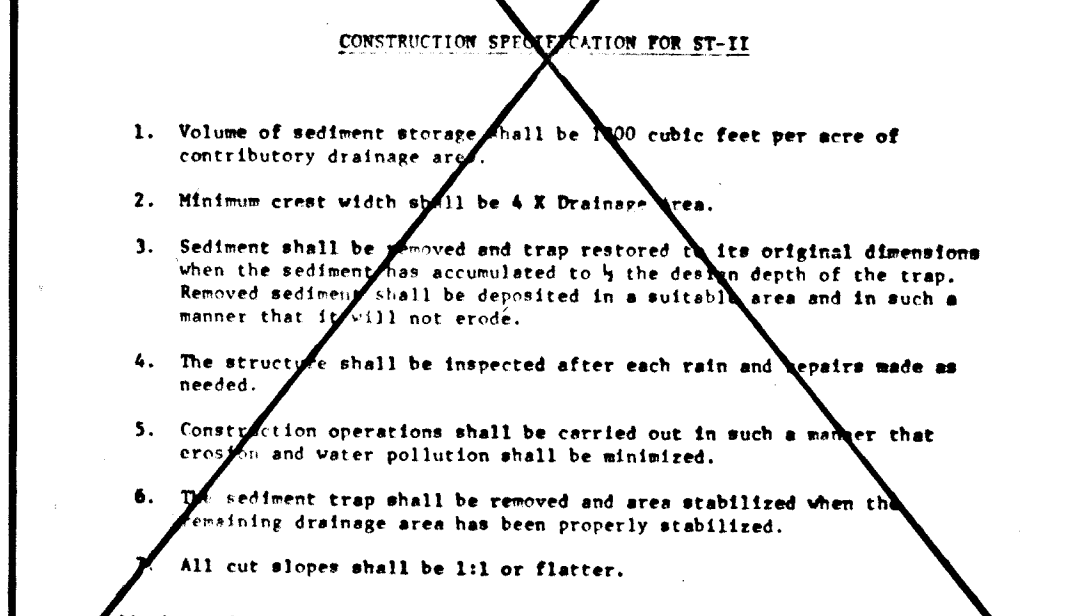 CONSTRUCTION SPECIFICATION FOR ST-II
1. Volume of sediment storage shall be 1800 cubic feet per acre of
contributory drainage area.
2. Minimum crest width shall be 4 X Drainage Area.
3. Sediment shall be removed and trap restored to its original dimensions
when the sediment has accumulated to ½ the design depth of the trap.
Removed sediment shall be deposited in a suitable area and in such a
manner that it will not erode.
4. The structure shall be inspected after each rain and repairs made as
needed.
5. Construction operations shall be carried out in such a manner that
erosion and water pollution shall be minimized.
6. The sediment trap shall be removed and area stabilized when the
remaining drainage area has been properly stabilized.
7. All cut slopes shall be 1:1 or flatter.